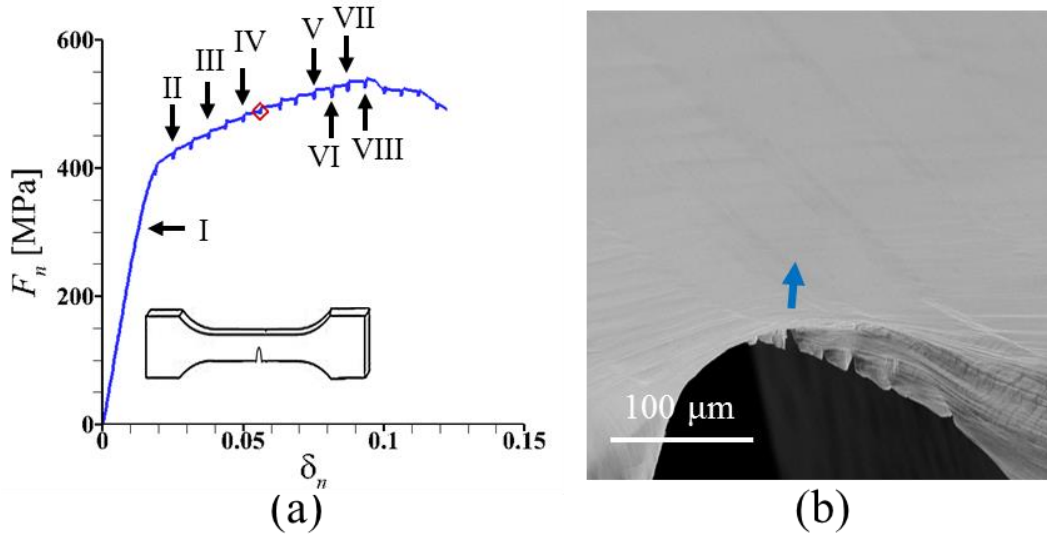 600
400
200
0
F_n [MPa]
I
II
III
IV
V
VI
VII
VIII
0
0.05
0.1
0.15
δ_n
(a)
100 µm
(b)